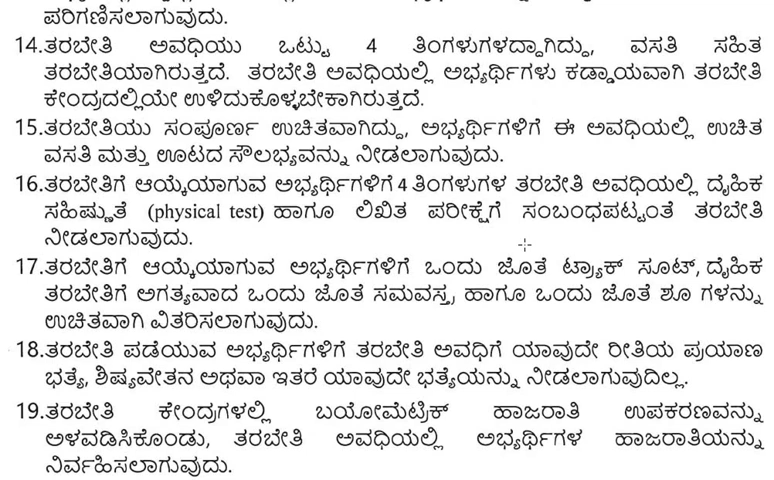 ಪರಿಗಣಿಸಲಾಗುವುದು.
14.ತರಬೇತಿ ಅವಧಿಯು ಒಟ್ಟು 4 ತಿಂಗಳುಗಳದ್ದಾಗಿದ್ದು, ವಸತಿ ಸಹಿತ
ತರಬೇತಿಯಾಗಿರುತ್ತದೆ. ತರಬೇತಿ ಅವಧಿಯಲ್ಲಿ ಅಭ್ಯರ್ಥಿಗಳು ಕಡ್ಡಾಯವಾಗಿ ತರಬೇತಿ
ಕೇಂದ್ರದಲ್ಲಿಯೇ ಉಳಿದುಕೊಳ್ಳಬೇಕಾಗಿರುತ್ತದೆ.
15.ತರಬೇತಿಯು ಸಂಪೂರ್ಣ ಉಚಿತವಾಗಿದ್ದು, ಅಭ್ಯರ್ಥಿಗಳಿಗೆ ಈ ಅವಧಿಯಲ್ಲಿ ಉಚಿತ
ವಸತಿ ಮತ್ತು ಊಟದ ಸೌಲಭ್ಯವನ್ನು ನೀಡಲಾಗುವುದು.
16.ತರಬೇತಿಗೆ ಆಯ್ಕೆಯಾಗುವ ಅಭ್ಯರ್ಥಿಗಳಿಗೆ 4 ತಿಂಗಳುಗಳ ತರಬೇತಿ ಅವಧಿಯಲ್ಲಿ ದೈಹಿಕ
ಸಹಿಷ್ಣುತೆ (physical test) ಹಾಗೂ ಲಿಖಿತ ಪರೀಕ್ಷೆಗೆ ಸಂಬಂಧಪಟ್ಟಂತೆ ತರಬೇತಿ
ನೀಡಲಾಗುವುದು.
17.ತರಬೇತಿಗೆ ಆಯ್ಕೆಯಾಗುವ ಅಭ್ಯರ್ಥಿಗಳಿಗೆ ಒಂದು ಜೊತೆ ಟ್ರ್ಯಾಕ್ ಸೂಟ್, ದೈಹಿಕ
ತರಬೇತಿಗೆ ಅಗತ್ಯವಾದ ಒಂದು ಜೊತೆ ಸಮವಸ್ತ್ರ ಹಾಗೂ ಒಂದು ಜೊತೆ ಶೂ ಗಳನ್ನು
ಉಚಿತವಾಗಿ ವಿತರಿಸಲಾಗುವುದು.
18.ತರಬೇತಿ ಪಡೆಯುವ ಅಭ್ಯರ್ಥಿಗಳಿಗೆ ತರಬೇತಿ ಅವಧಿಗೆ ಯಾವುದೇ ರೀತಿಯ ಪ್ರಯಾಣ
ಭತ್ಯೆ, ಶಿಷ್ಯವೇತನ ಅಥವಾ ಇತರೆ ಯಾವುದೇ ಭತ್ಯೆಯನ್ನು ನೀಡಲಾಗುವುದಿಲ್ಲ.
19.ತರಬೇತಿ ಕೇಂದ್ರಗಳಲ್ಲಿ ಬಯೋಮೆಟ್ರಿಕ್ ಹಾಜರಾತಿ ಉಪಕರಣವನ್ನು
ಅಳವಡಿಸಿಕೊಂಡು, ತರಬೇತಿ ಅವಧಿಯಲ್ಲಿ ಅಭ್ಯರ್ಥಿಗಳ ಹಾಜರಾತಿಯನ್ನು
ನಿರ್ವಹಿಸಲಾಗುವುದು.